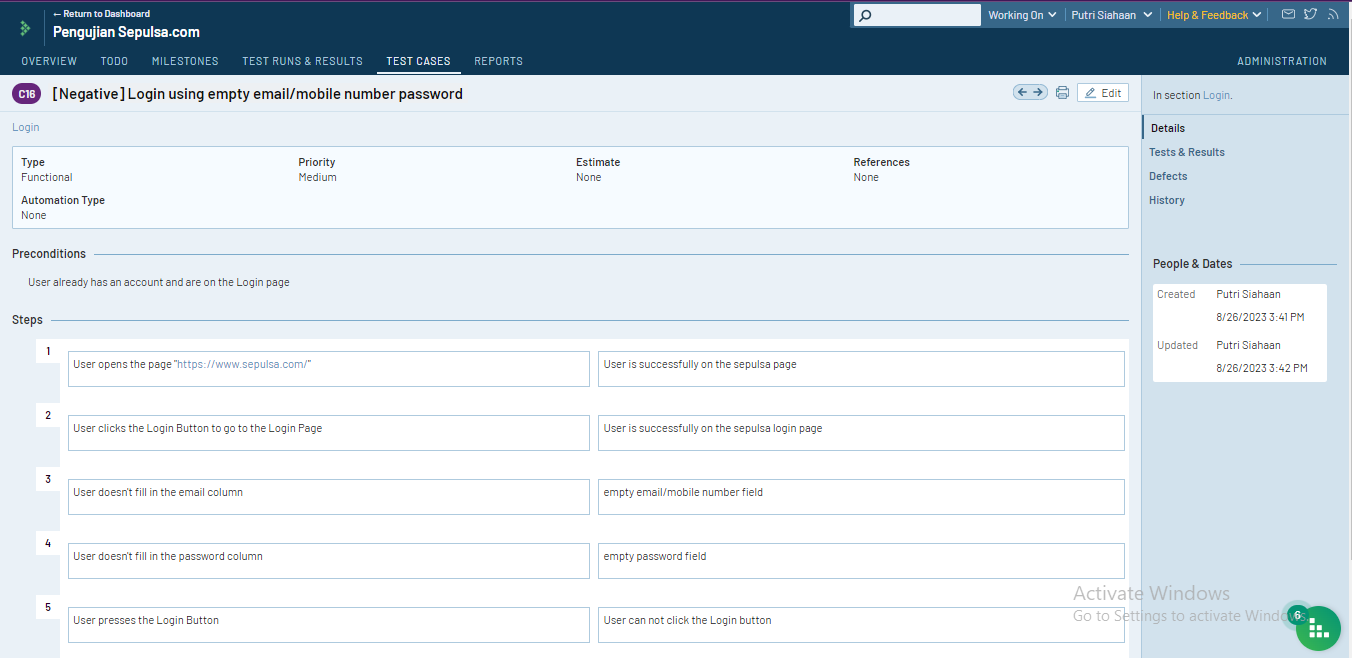 ← Return to Dashboard
Pengujian Sepulsa.com
Working On
Putri Siahaan
Help & Feedback
OVERVIEW TODO MILESTONES TEST RUNS & RESULTS TEST CASES REPORTS ADMINISTRATION
C16 [Negative] Login using empty email/mobile number password
Edit
Login
Type Priority Estimate References
Functional Medium None None
Automation Type
None
Preconditions
User already has an account and are on the Login page
Steps
1
User opens the page "https://www.sepulsa.com/" User is successfully on the sepulsa page
2
User clicks the Login Button to go to the Login Page User is successfully on the sepulsa login page
3
User doesn't fill in the email column empty email/mobile number field
4
User doesn't fill in the password column empty password field
5
User presses the Login Button User can not click the Login button
In section Login.
Details
Tests & Results
Defects
History
People & Dates
Created Putri Siahaan
8/26/2023 3:41 PM
Updated Putri Siahaan
8/26/2023 3:42 PM
Activate Windows
Go to Settings to activate Windows.
6